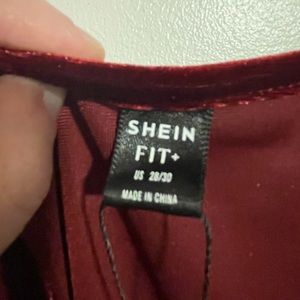 SHEIN
FIT+
US 28/30
MADE IN CHINA